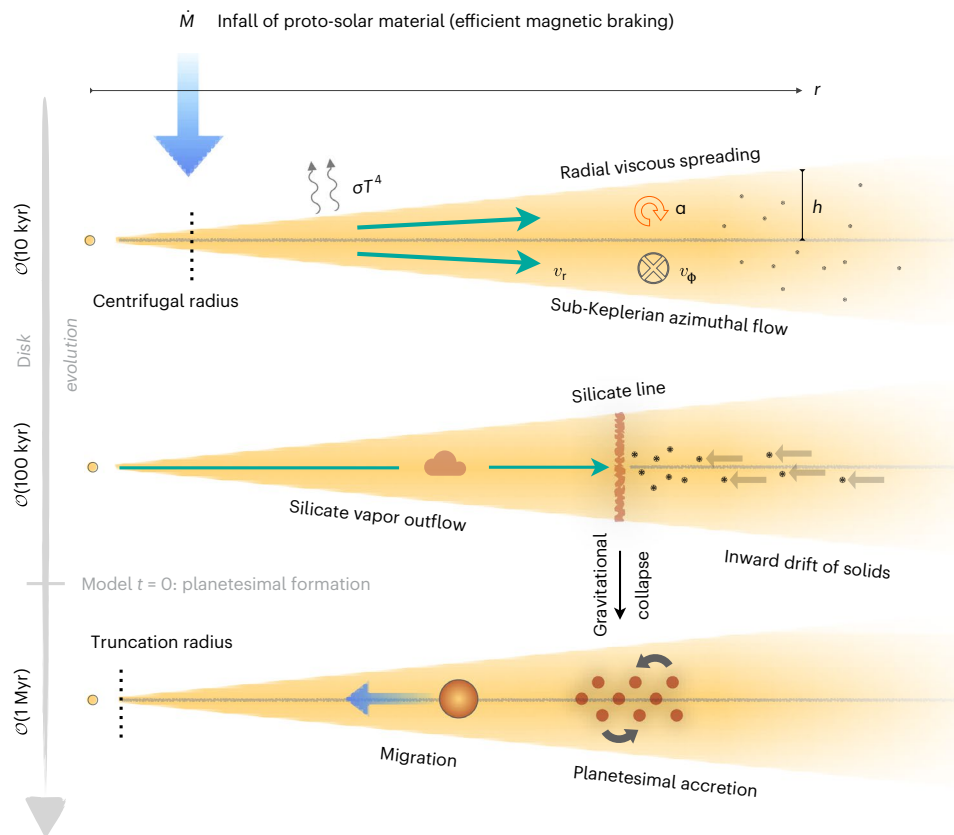 Ṁ Infall of proto-solar material (efficient magnetic braking)
r
Radial viscous spreading
σT⁴
α
h
𝒪(10 kyr)
v_r
v_ϕ
Centrifugal radius
Sub-Keplerian azimuthal flow
Disk
evolution
Silicate line
𝒪(100 kyr)
Silicate vapor outflow
Gravitational
collapse
Inward drift of solids
Model t = 0: planetesimal formation
Truncation radius
𝒪(1 Myr)
Migration
Planetesimal accretion